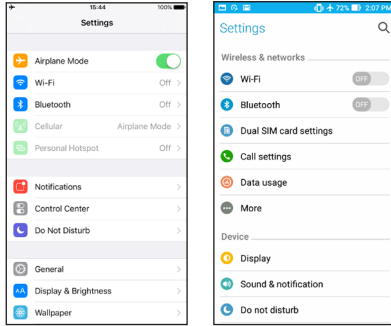 15:44 100%
Settings
Airplane Mode
Wi-Fi Off
Bluetooth Off
Cellular Airplane Mode
Personal Hotspot Off
Notifications
Control Center
Do Not Disturb
General
AA Display & Brightness
Wallpaper
72% 2:07 PM
Settings
Wireless & networks
Wi-Fi OFF
Bluetooth OFF
Dual SIM card settings
Call settings
Data usage
More
Device
Display
Sound & notification
Do not disturb